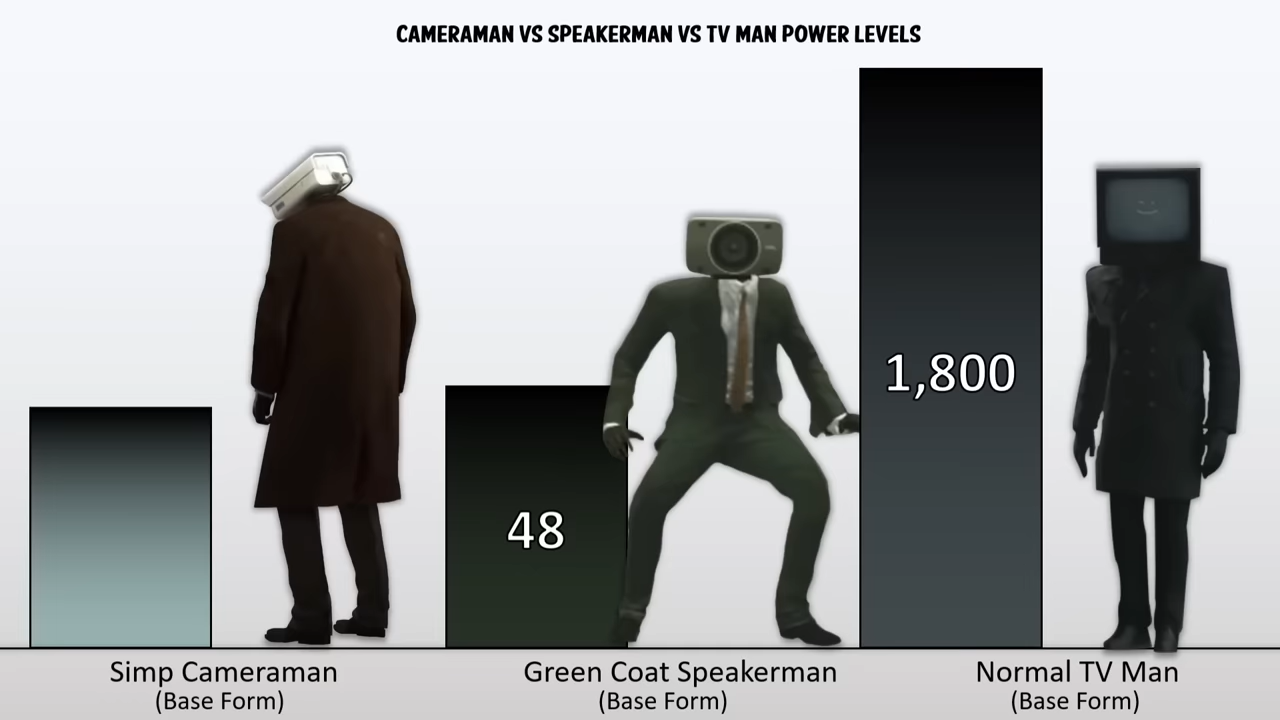 CAMERAMAN VS SPEAKERMAN VS TV MAN POWER LEVELS
1,800
48
Simp Cameraman
(Base Form)
Green Coat Speakerman
(Base Form)
Normal TV Man
(Base Form)